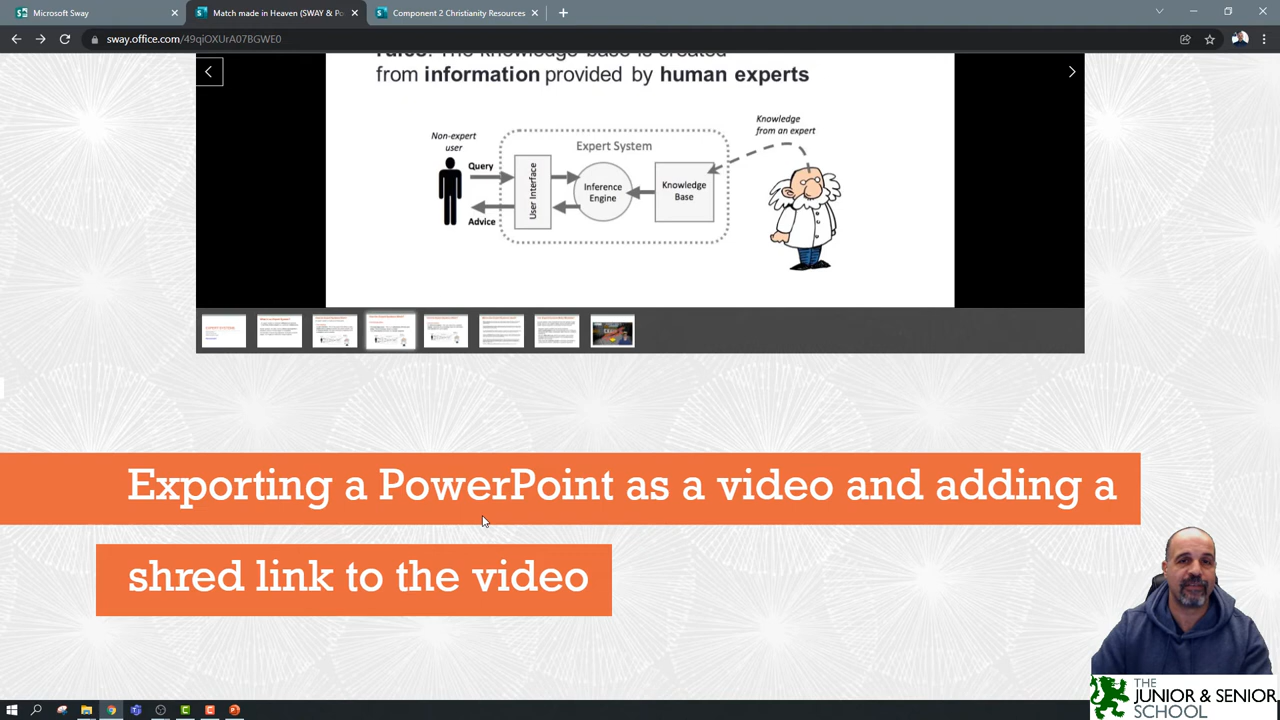 Microsoft Sway
Match made in Heaven (SWAY & Po
Component 2 Christianity Resources
sway.office.com/49qiOXUrA07BGWE0
rules. The knowledge base is created
from information provided by human experts
Knowledge
from an expert
Non-expert
user
Expert System
Query
User Interface
Inference
Engine
Knowledge
Base
Advice
Exporting a PowerPoint as a video and adding a
shred link to the video
THE
JUNIOR & SENIOR
SCHOOL